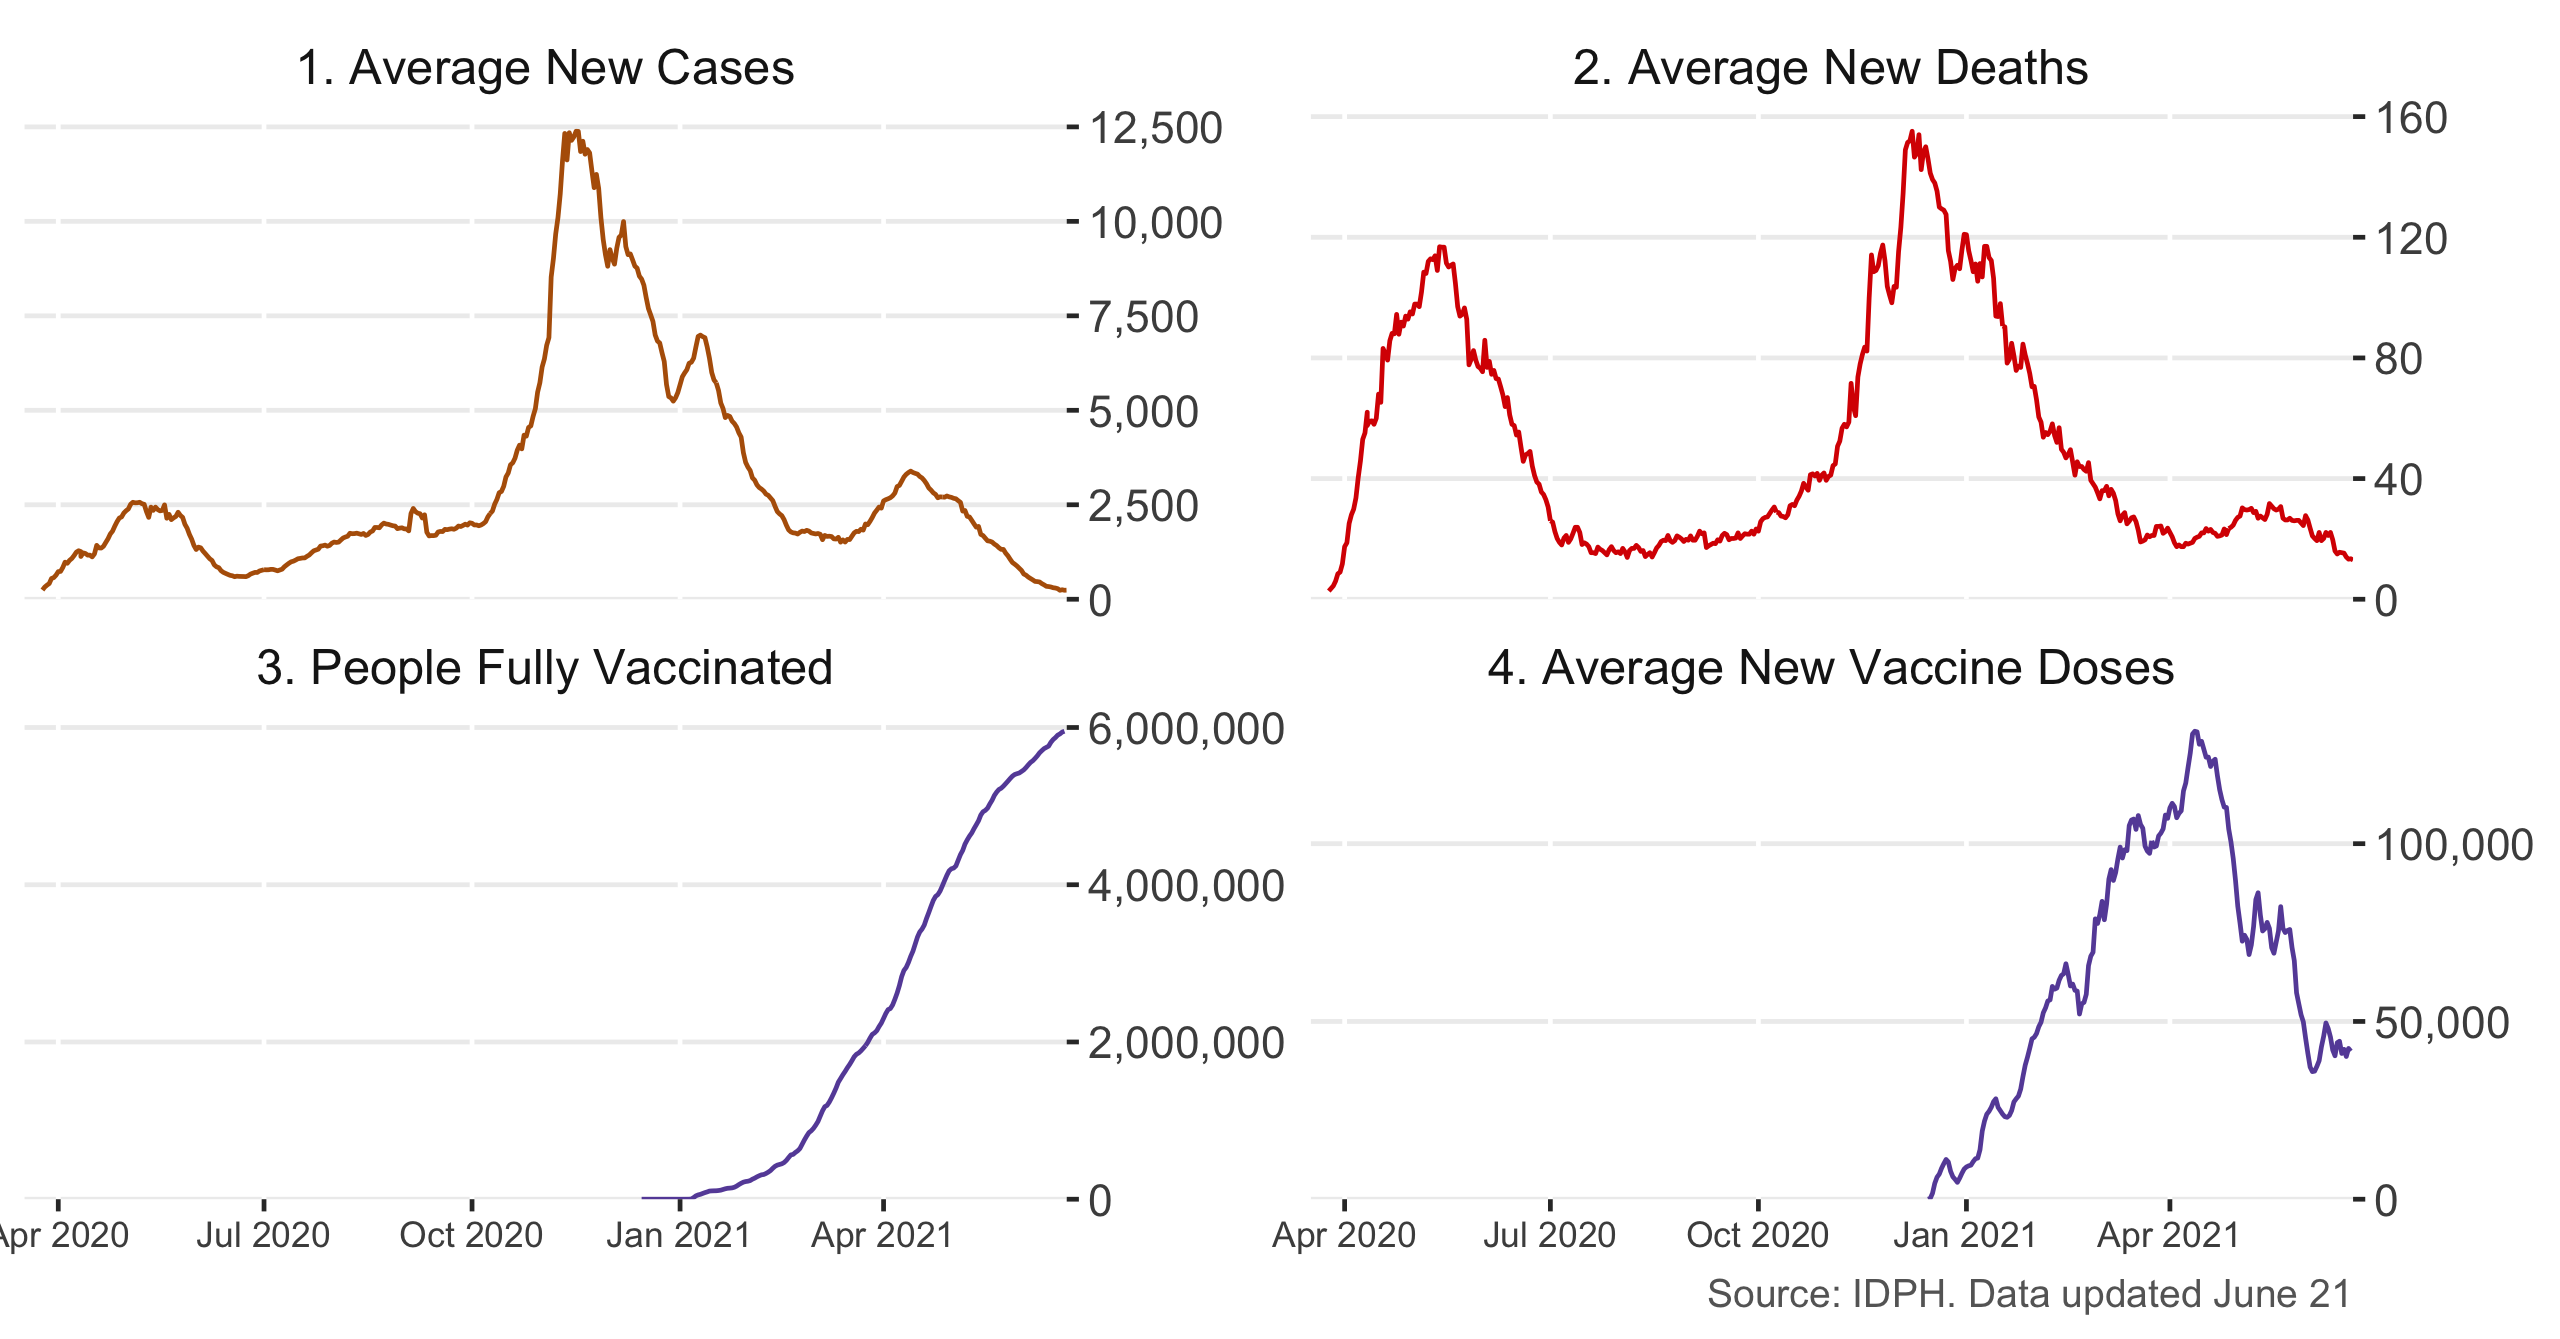 1. Average New Cases
12,500
10,000
7,500
5,000
2,500
0
2. Average New Deaths
160
120
80
40
0
3. People Fully Vaccinated
6,000,000
4,000,000
2,000,000
0
Apr 2020 Jul 2020 Oct 2020 Jan 2021 Apr 2021
4. Average New Vaccine Doses
100,000
50,000
0
Apr 2020 Jul 2020 Oct 2020 Jan 2021 Apr 2021
Source: IDPH. Data updated June 21